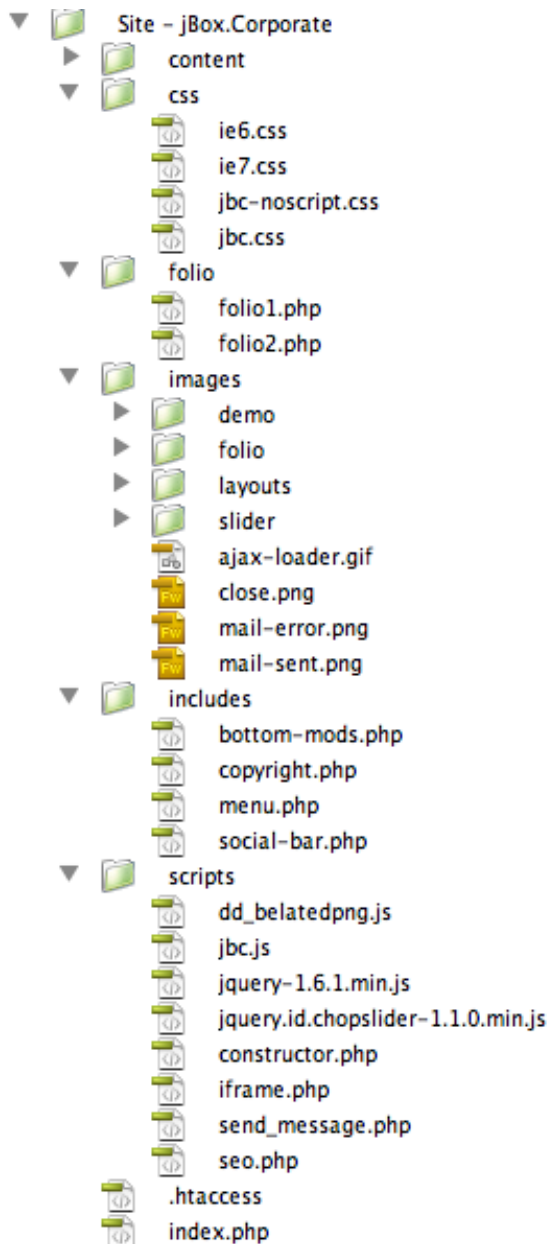 Site – jBox.Corporate
content
css
ie6.css
ie7.css
jbc-noscript.css
jbc.css
folio
folio1.php
folio2.php
images
demo
folio
layouts
slider
ajax-loader.gif
close.png
mail-error.png
mail-sent.png
includes
bottom-mods.php
copyright.php
menu.php
social-bar.php
scripts
dd_belatedpng.js
jbc.js
jquery-1.6.1.min.js
jquery.id.chopslider-1.1.0.min.js
constructor.php
iframe.php
send_message.php
seo.php
.htaccess
index.php